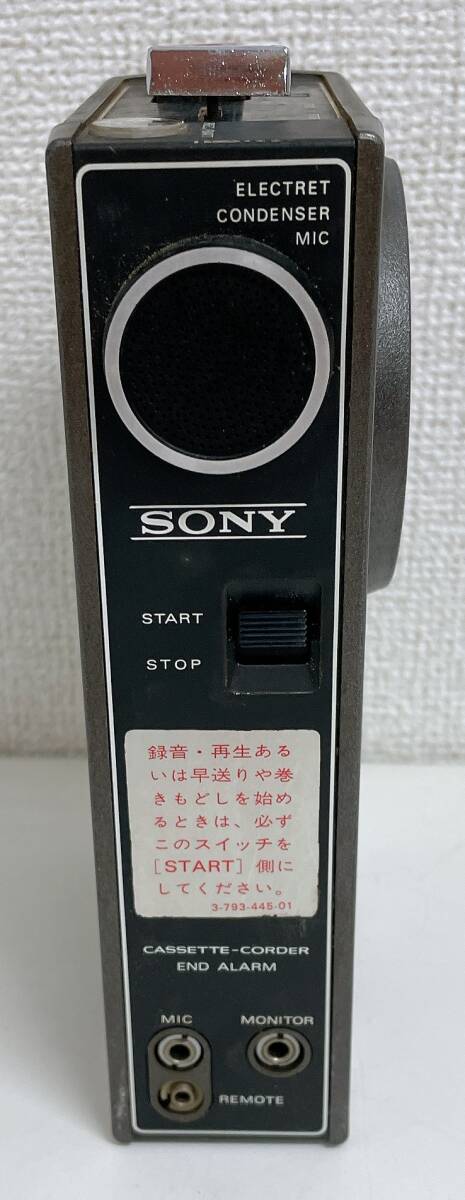 ELECTRET
CONDENSER
MIC
SONY
START
STOP
録音・再生ある
いは早送りや巻
きもどしを始め
るときは、必ず
このスイッチを
[START] 側に
してください。
3-793-445-01
CASSETTE-CORDER
END ALARM
MIC
MONITOR
REMOTE